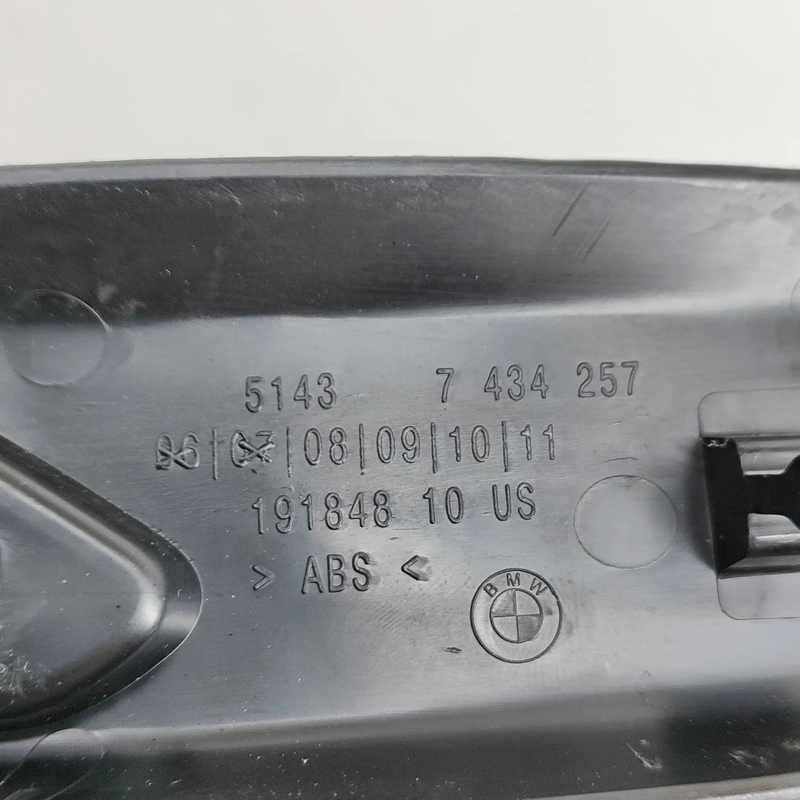 5143 7 434 257
06|07|08|09|10|11
191848 10 US
> ABS <
BMW